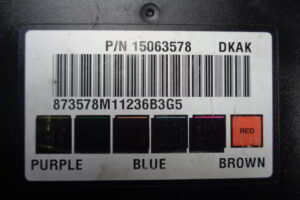 P/N 15063578 DKAK
873578M11236B3G5
RED
PURPLE BLUE BROWN